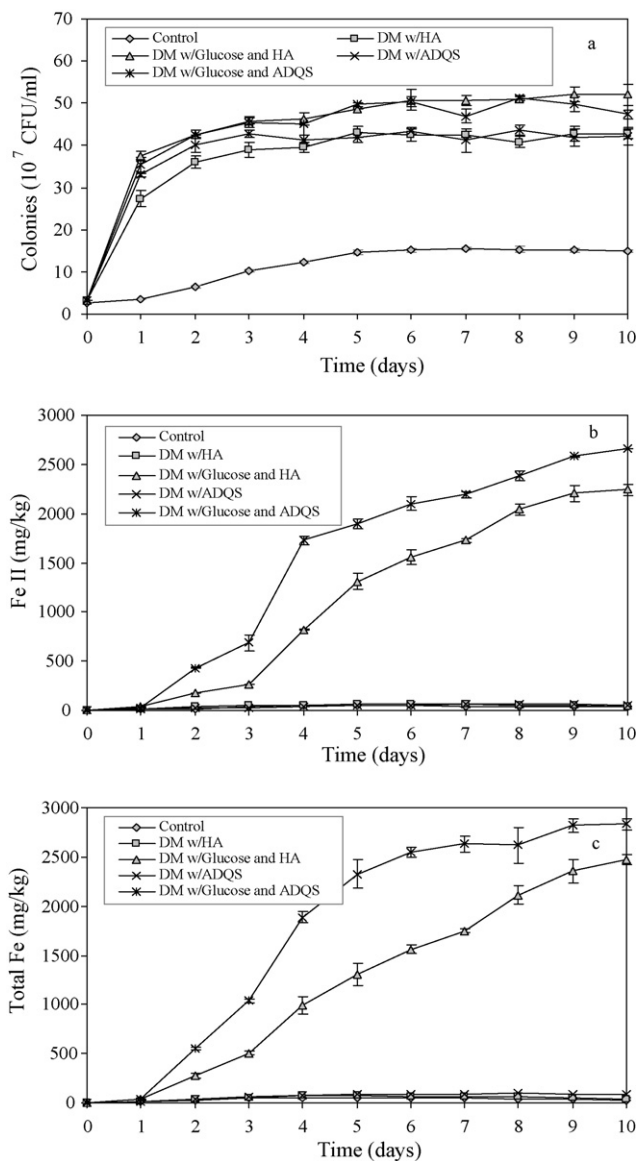 Control
DM w/HA
DM w/Glucose and HA
DM w/ADQS
DM w/Glucose and ADQS
a
70
60
50
40
30
20
10
0
Colonies (10^7 CFU/ml)
0 1 2 3 4 5 6 7 8 9 10
Time (days)
Control
DM w/HA
DM w/Glucose and HA
DM w/ADQS
DM w/Glucose and ADQS
b
3000
2500
2000
1500
1000
500
0
Fe II (mg/kg)
0 1 2 3 4 5 6 7 8 9 10
Time (days)
Control
DM w/HA
DM w/Glucose and HA
DM w/ADQS
DM w/Glucose and ADQS
c
3000
2500
2000
1500
1000
500
0
Total Fe (mg/kg)
0 1 2 3 4 5 6 7 8 9 10
Time (days)